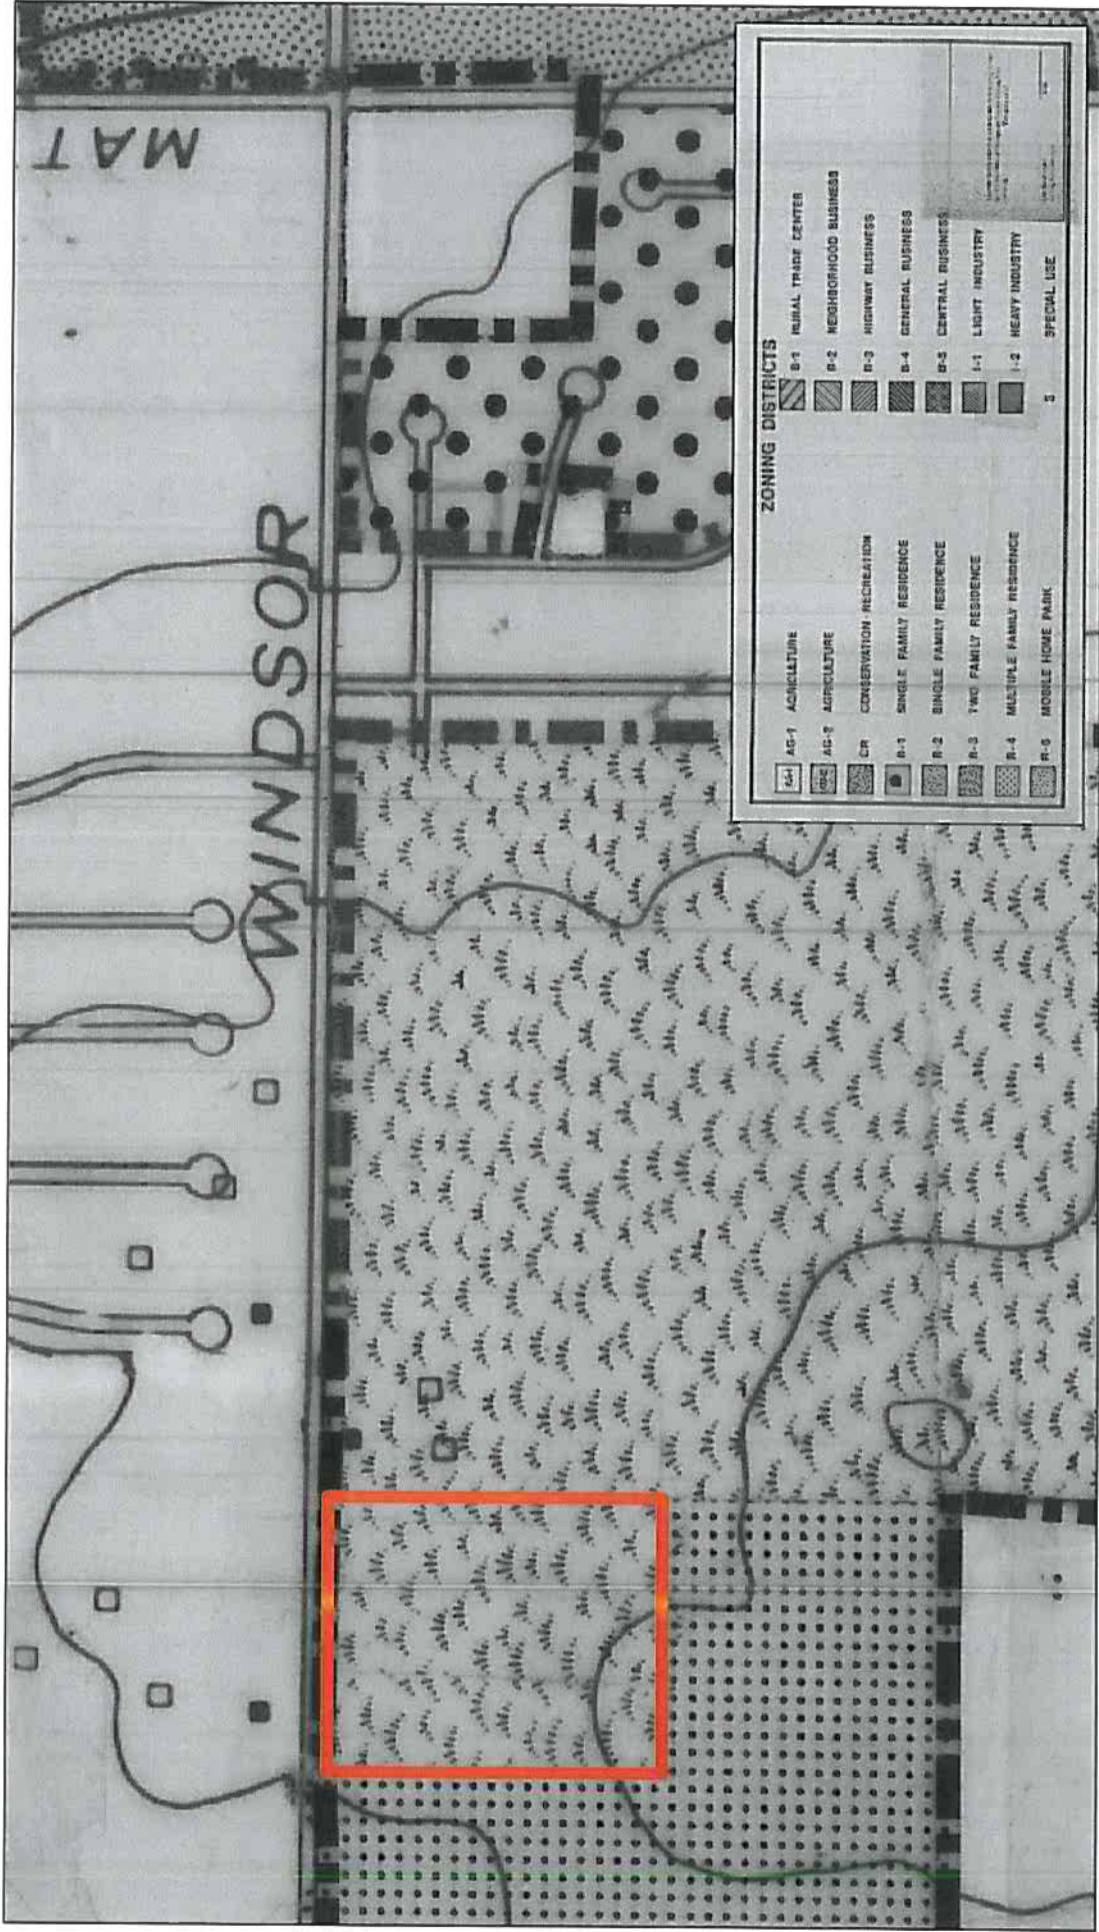 MAT
WINDSOR
ZONING DISTRICTS
AG-1 AGRICULTURE
AG-2 AGRICULTURE
CR CONSERVATION-RECREATION
R-1 SINGLE FAMILY RESIDENCE
R-2 SINGLE FAMILY RESIDENCE
R-3 TWO FAMILY RESIDENCE
R-4 MULTIPLE FAMILY RESIDENCE
R-5 MOBILE HOME PARK
B-1 RURAL TRADE CENTER
B-2 NEIGHBORHOOD BUSINESS
B-3 HIGHWAY BUSINESS
B-4 GENERAL BUSINESS
B-5 CENTRAL BUSINESS
I-1 LIGHT INDUSTRY
I-2 HEAVY INDUSTRY
S SPECIAL USE